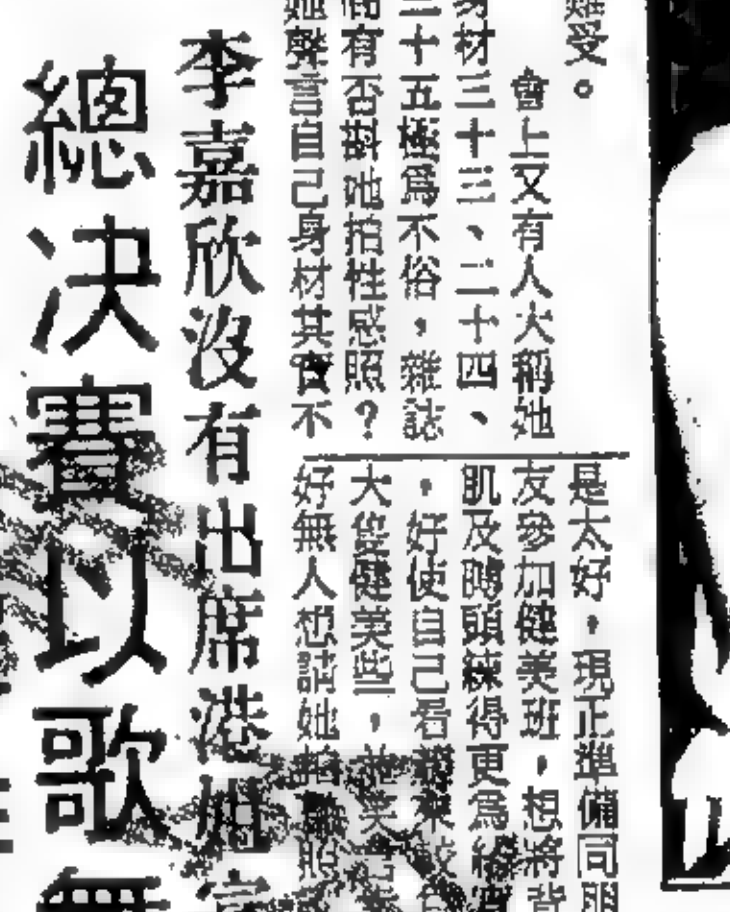 難受。
會上又有人大稱她
身材三十三、二十四、
三十五極為不俗,雜誌
有否斟她拍性感照?
她聲言自己身材其實不
是太好,現正準備同朋
友參加健美班,想將背
肌及膊頭練得更為
,好使自己看
大隻健美些,
好無人想請她
李嘉欣沒有出席港姐
總決賽以歌舞